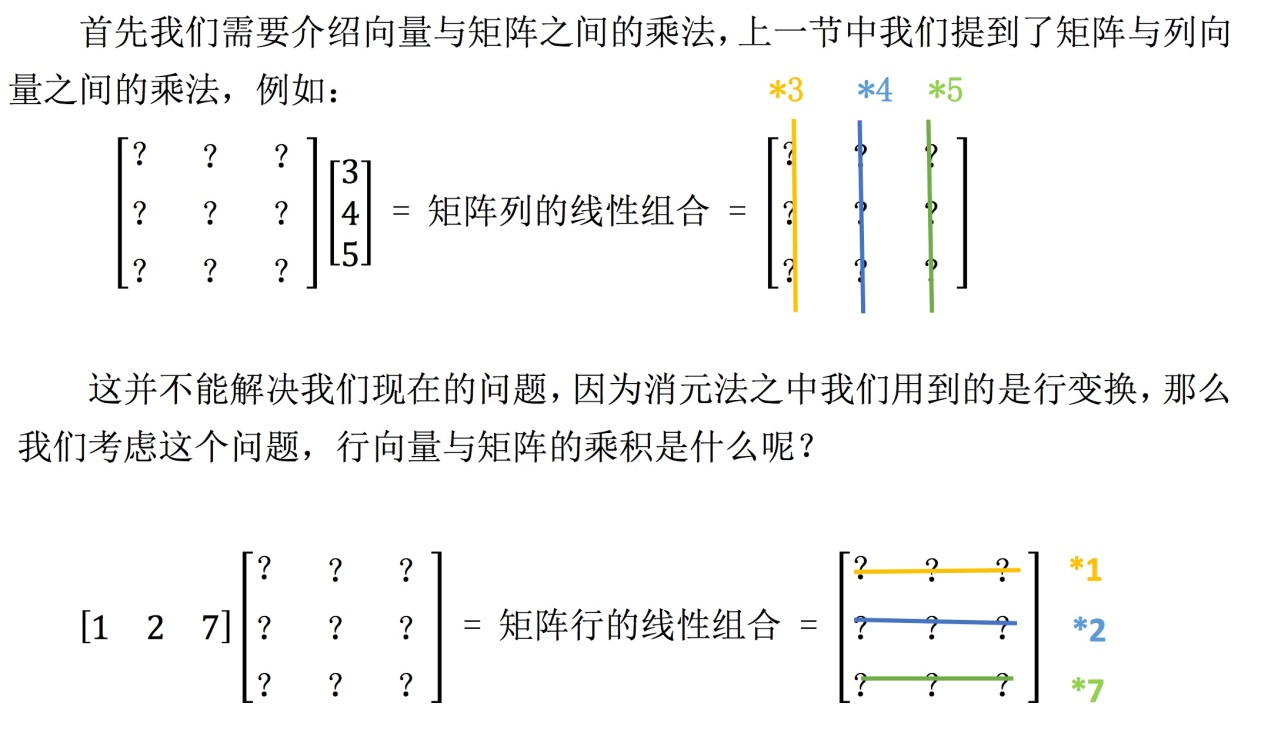 首先我们需要介绍向量与矩阵之间的乘法，上一节中我们提到了矩阵与列向
量之间的乘法，例如：
*3 *4 *5
? ? ? 3 ? ? ?
? ? ? 4 = 矩阵列的线性组合 = ? ? ?
? ? ? 5 ? ? ?
这并不能解决我们现在的问题，因为消元法之中我们用到的是行变换，那么
我们考虑这个问题，行向量与矩阵的乘积是什么呢？
? ? ? ? ? ? *1
[1 2 7] ? ? ? = 矩阵行的线性组合 = ? ? ? *2
? ? ? ? ? ? *7